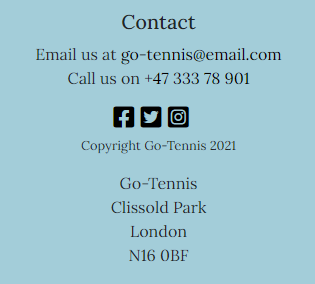 Contact
Email us at go-tennis@email.com
Call us on +47 333 78 901
Copyright Go-Tennis 2021
Go-Tennis
Clissold Park
London
N16 0BF